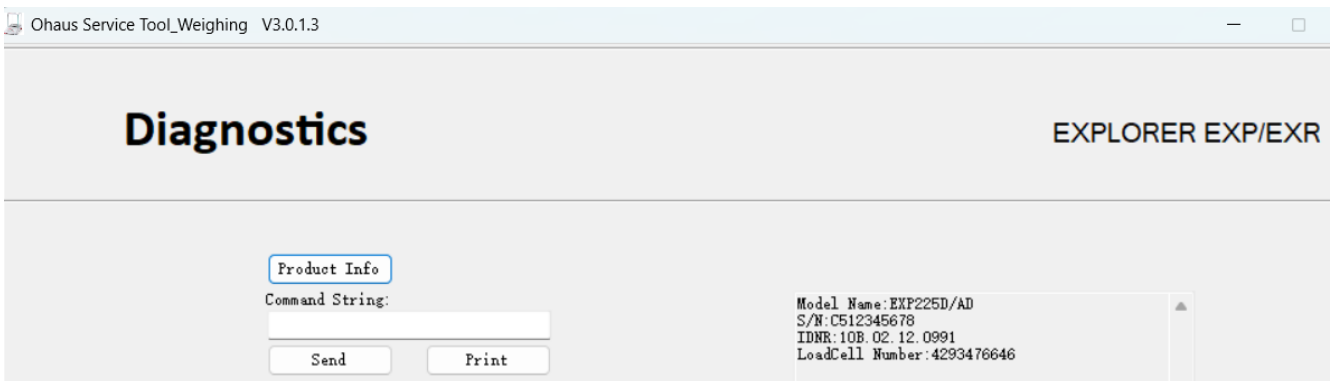 Ohaus Service Tool_Weighing V3.0.1.3
Diagnostics
EXPLORER EXP/EXR
Product Info
Command String:
Send
Print
Model Name:EXP225D/AD
S/N:C512345678
IDNR:10B.02.12.0991
LoadCell Number:4293476646